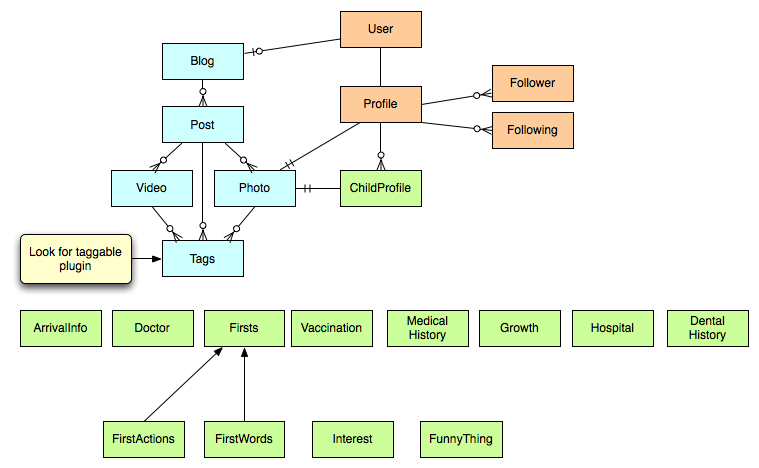 User
Blog
Follower
Profile
Post
Following
Video
Photo
ChildProfile
Look for taggable
plugin
Tags
ArrivalInfo
Doctor
Firsts
Vaccination
Medical
History
Growth
Hospital
Dental
History
FirstActions
FirstWords
Interest
FunnyThing